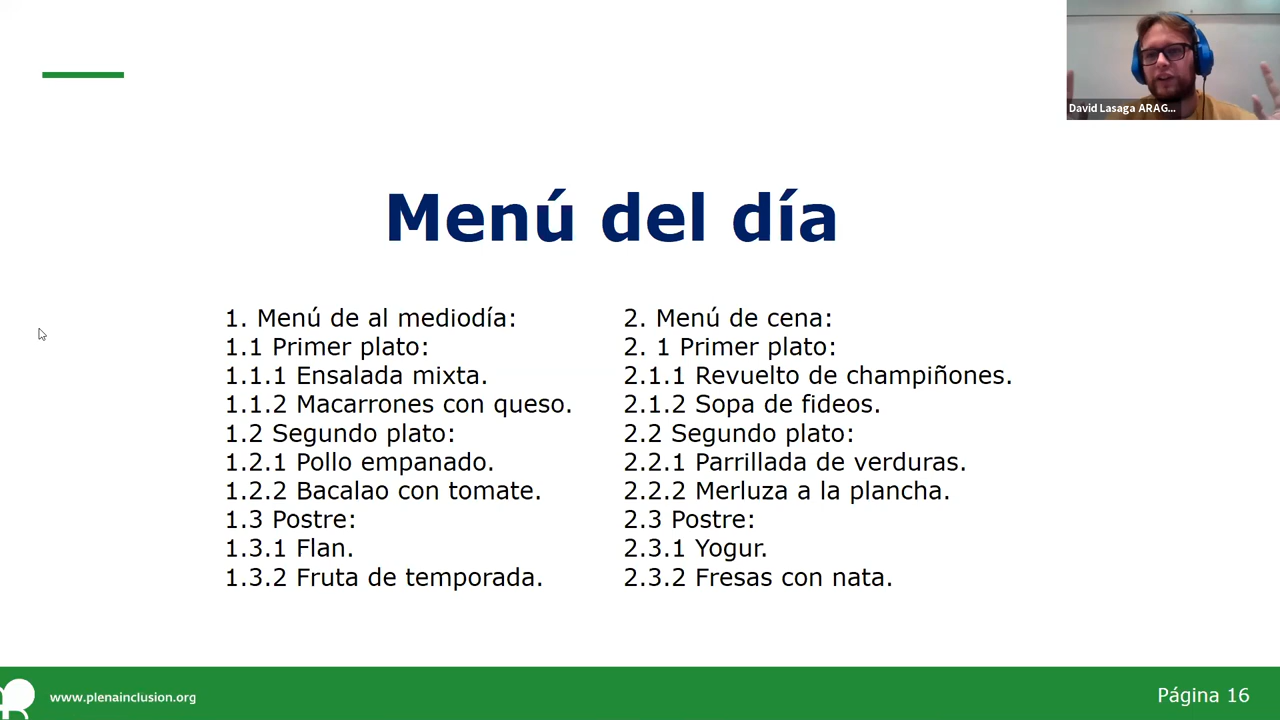 David Lasaga ARAG...
Menú del día
1. Menú de al mediodía:
1.1 Primer plato:
1.1.1 Ensalada mixta.
1.1.2 Macarrones con queso.
1.2 Segundo plato:
1.2.1 Pollo empanado.
1.2.2 Bacalao con tomate.
1.3 Postre:
1.3.1 Flan.
1.3.2 Fruta de temporada.
2. Menú de cena:
2. 1 Primer plato:
2.1.1 Revuelto de champiñones.
2.1.2 Sopa de fideos.
2.2 Segundo plato:
2.2.1 Parrillada de verduras.
2.2.2 Merluza a la plancha.
2.3 Postre:
2.3.1 Yogur.
2.3.2 Fresas con nata.
www.plenainclusion.org
Página 16